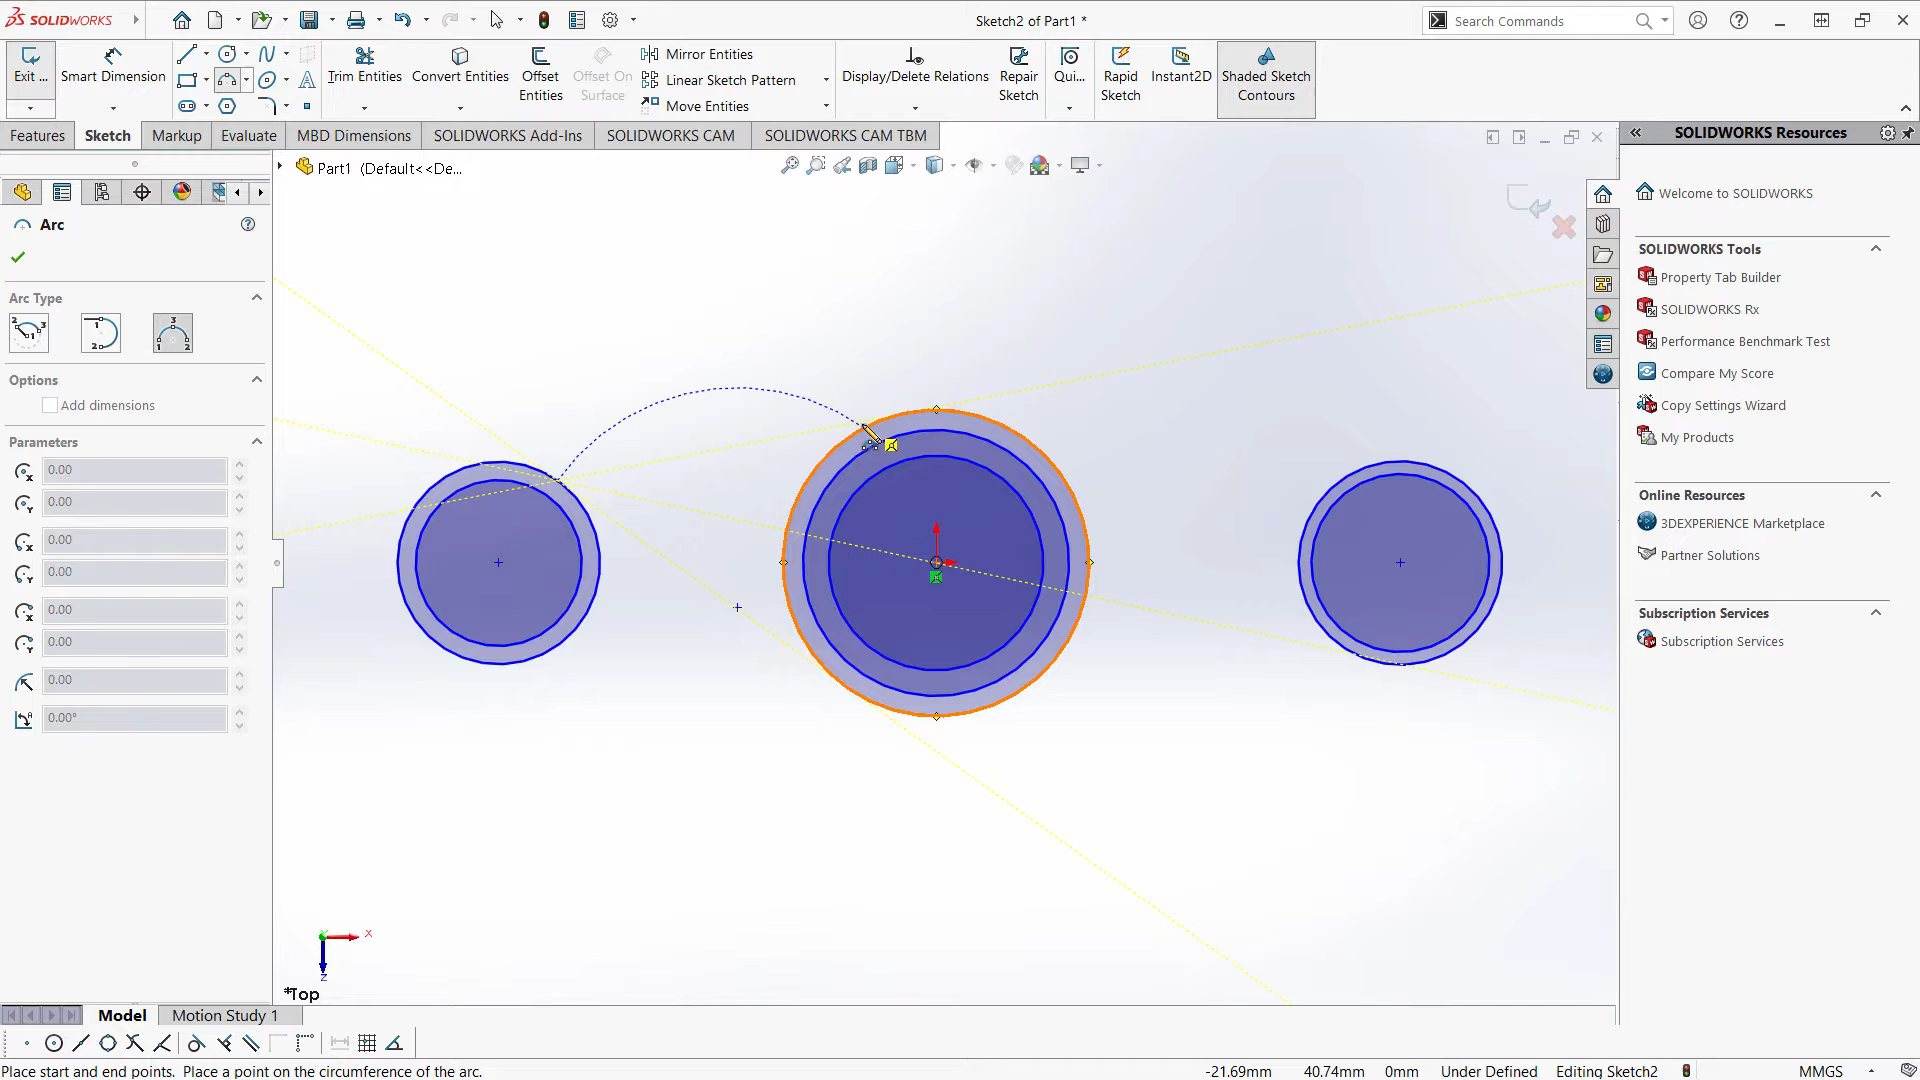 SOLIDWORKS
Sketch2 of Part1 *
Search Commands
Exit ...
Smart Dimension
Trim Entities
Convert Entities
Offset Entities
Offset On Surface
Mirror Entities
Linear Sketch Pattern
Move Entities
Display/Delete Relations
Repair Sketch
Qui...
Rapid Sketch
Instant2D
Shaded Sketch Contours
Features
Sketch
Markup
Evaluate
MBD Dimensions
SOLIDWORKS Add-Ins
SOLIDWORKS CAM
SOLIDWORKS CAM TBM
Part1 (Default<<De...
Arc
Arc Type
Options
Add dimensions
Parameters
0.00
0.00
0.00
0.00
0.00
0.00
0.00
0.00°
X
Z
*Top
SOLIDWORKS Resources
Welcome to SOLIDWORKS
SOLIDWORKS Tools
Property Tab Builder
SOLIDWORKS Rx
Performance Benchmark Test
Compare My Score
Copy Settings Wizard
My Products
Online Resources
3DEXPERIENCE Marketplace
Partner Solutions
Subscription Services
Subscription Services
Model
Motion Study 1
Place start and end points. Place a point on the circumference of the arc.
-21.69mm
40.74mm
0mm
Under Defined
Editing Sketch2
MMGS